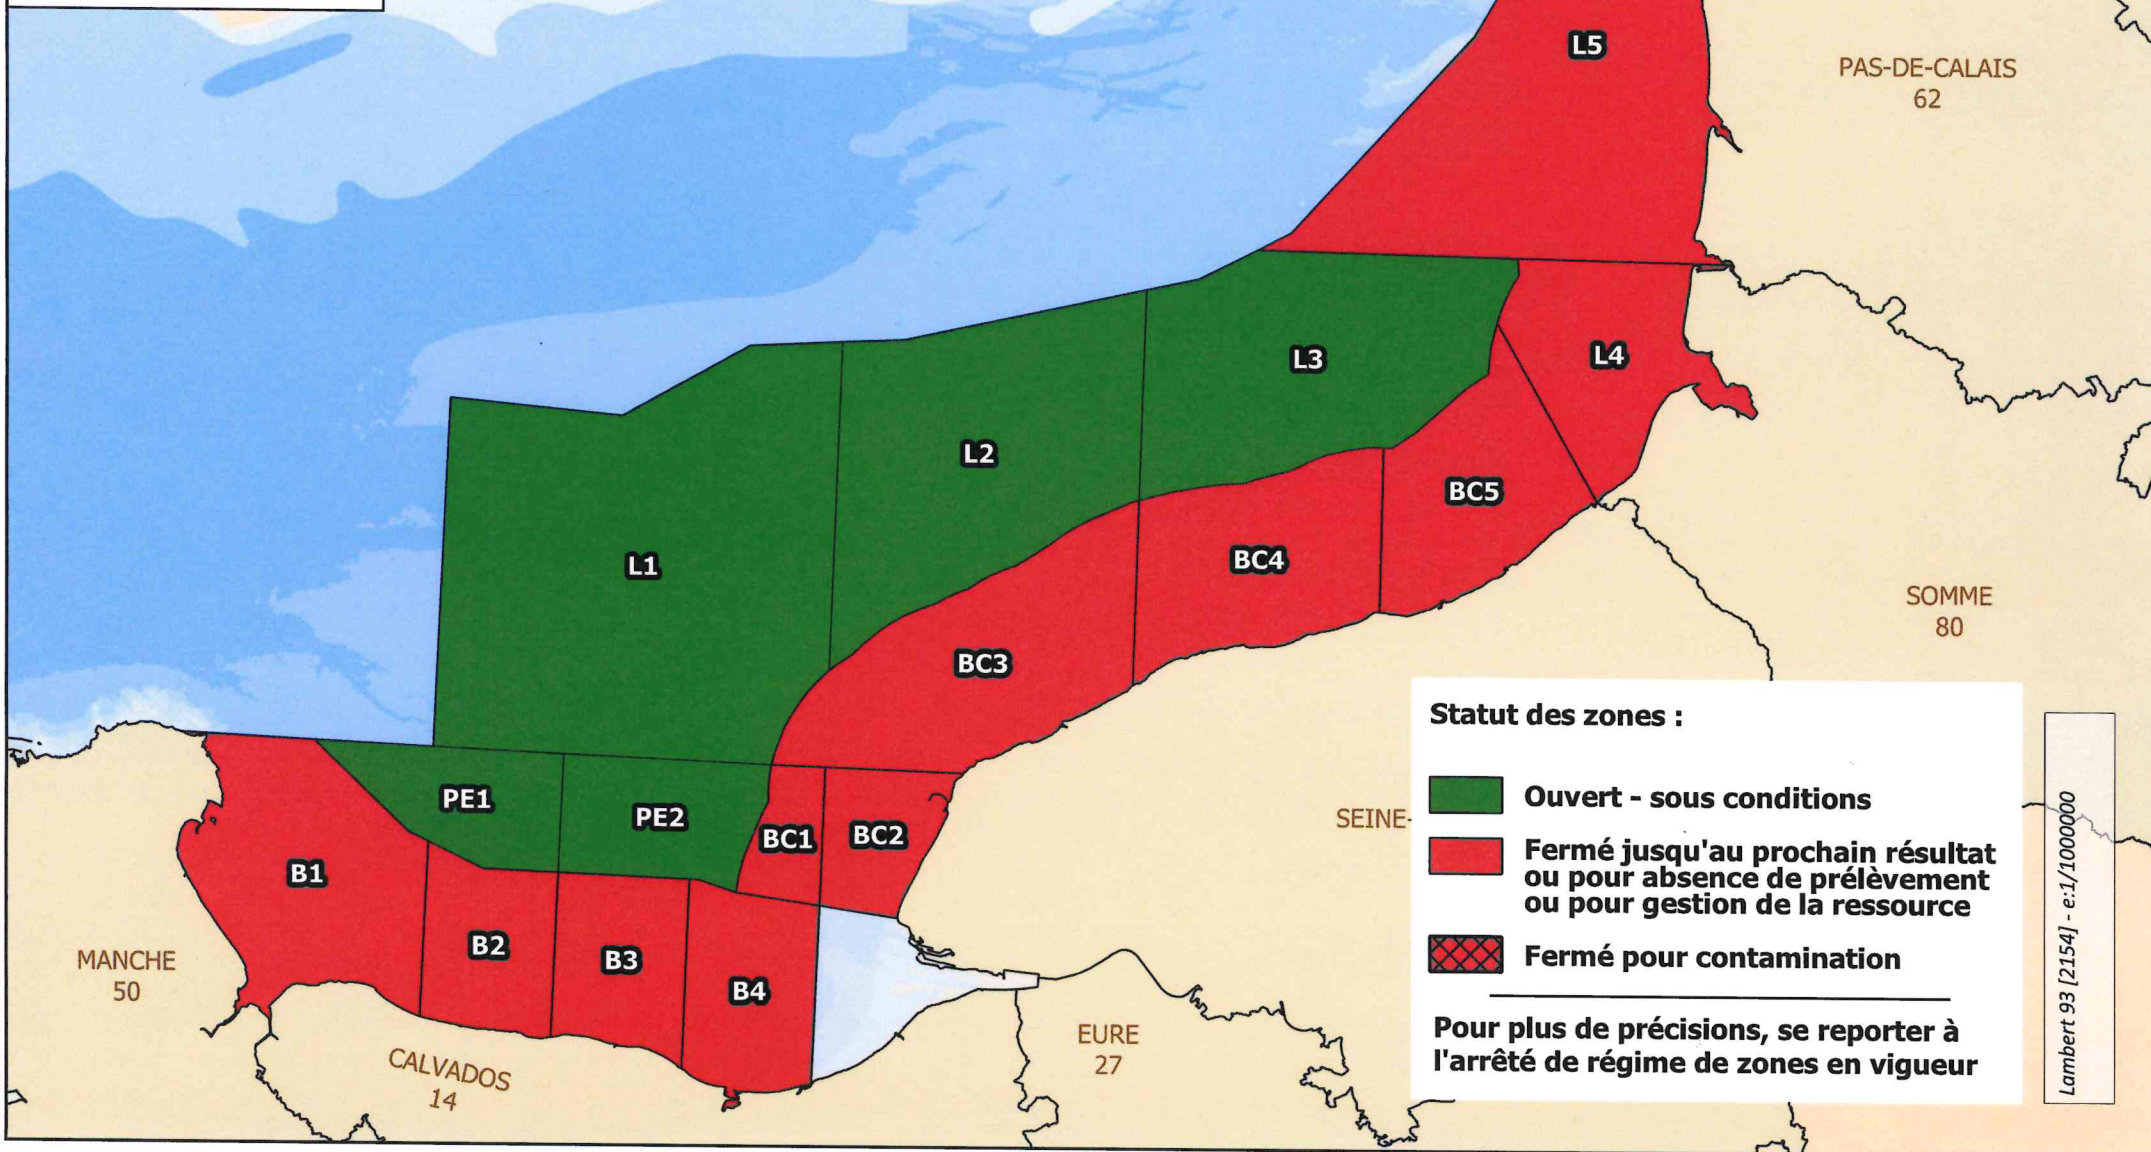 L5
PAS-DE-CALAIS
62
L3
L4
L2
BC5
L1
BC4
SOMME
80
BC3
PE1
PE2
BC1
BC2
SEINE-
B1
B2
B3
B4
MANCHE
50
CALVADOS
14
EURE
27
Statut des zones :
Ouvert - sous conditions
Fermé jusqu'au prochain résultat
ou pour absence de prélèvement
ou pour gestion de la ressource
Fermé pour contamination
Pour plus de précisions, se reporter à
l'arrêté de régime de zones en vigueur
Lambert 93 [2154] - e:1/1000000